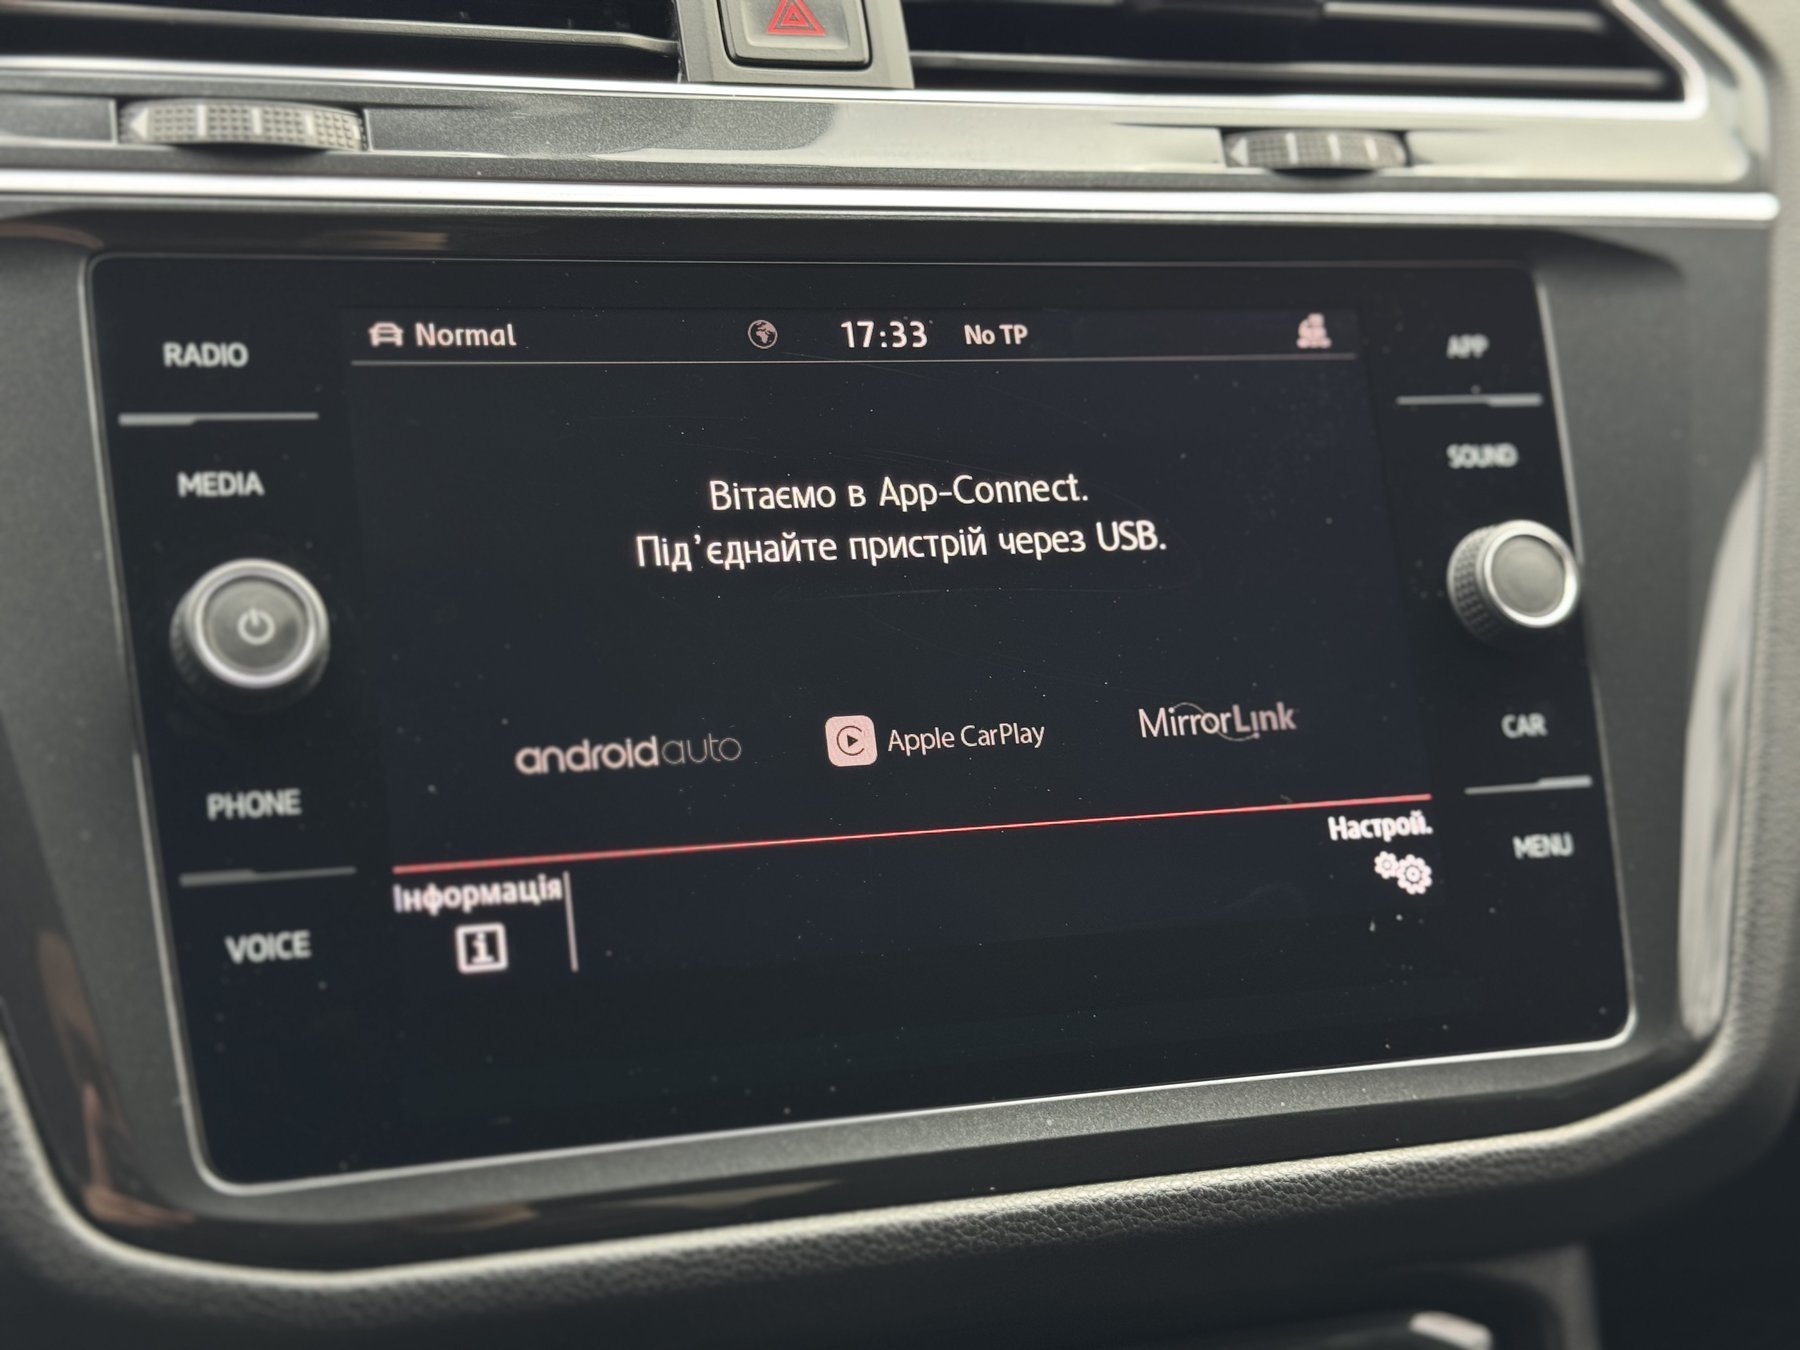 RADIO
MEDIA
PHONE
VOICE
Normal
17:33 No TP
Вітаємо в App-Connect.
Під’єднайте пристрій через USB.
androidauto
Apple CarPlay
MirrorLink
Настрой.
Інформація
i
APP
SOUND
CAR
MENU